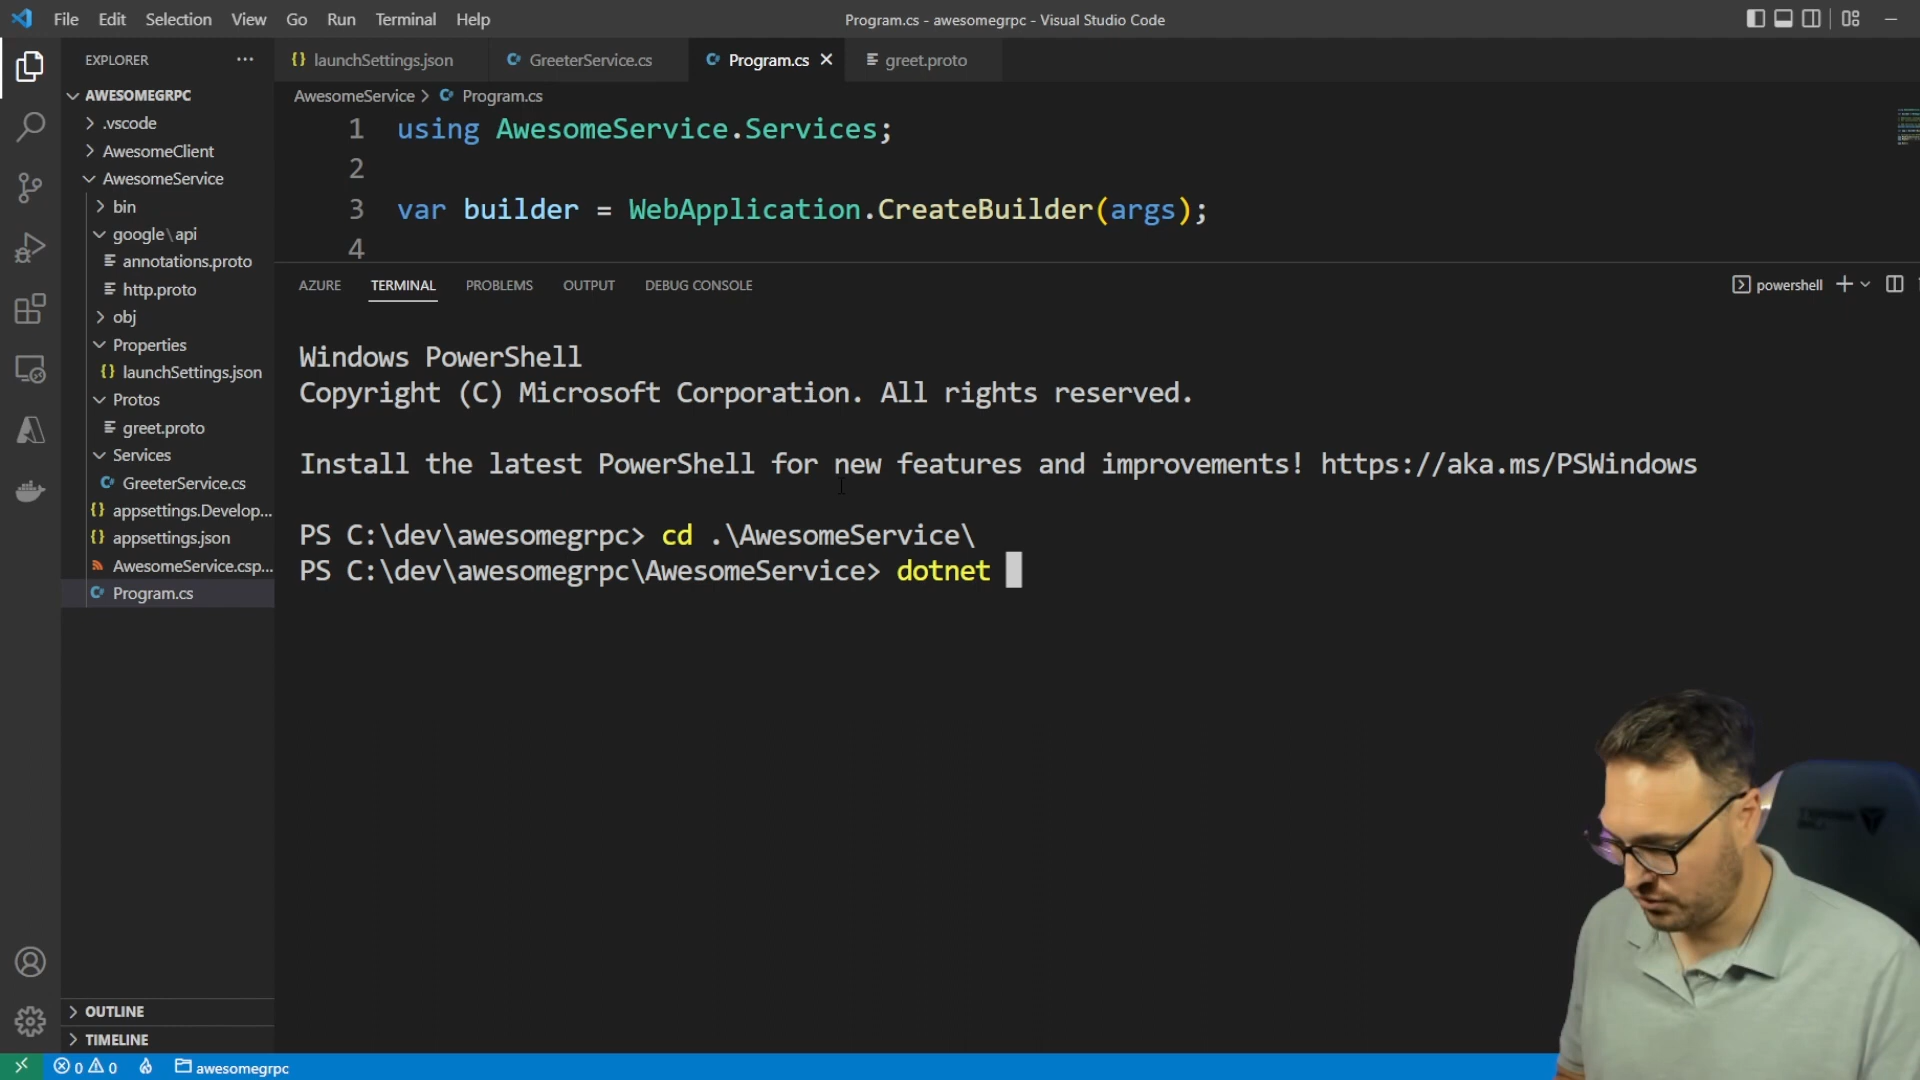 File Edit Selection View Go Run Terminal Help
Program.cs - awesomegrpc - Visual Studio Code
EXPLORER
AWESOMEGRPC
.vscode
AwesomeClient
AwesomeService
bin
google\api
annotations.proto
http.proto
obj
Properties
launchSettings.json
Protos
greet.proto
Services
GreeterService.cs
appsettings.Develop...
appsettings.json
AwesomeService.csp...
Program.cs
OUTLINE
TIMELINE
launchSettings.json GreeterService.cs Program.cs greet.proto
AwesomeService > Program.cs
1 using AwesomeService.Services;
2
3 var builder = WebApplication.CreateBuilder(args);
4
AZURE TERMINAL PROBLEMS OUTPUT DEBUG CONSOLE
powershell
Windows PowerShell
Copyright (C) Microsoft Corporation. All rights reserved.
Install the latest PowerShell for new features and improvements! https://aka.ms/PSWindows
PS C:\dev\awesomegrpc> cd .\AwesomeService\
PS C:\dev\awesomegrpc\AwesomeService> dotnet
0 0 awesomegrpc